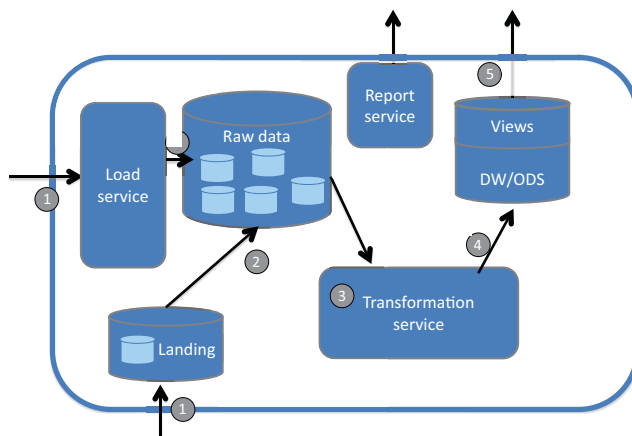 5
Report
service
Raw data
Views
Load
service
DW/ODS
1
4
2
3
Transformation
service
Landing
1